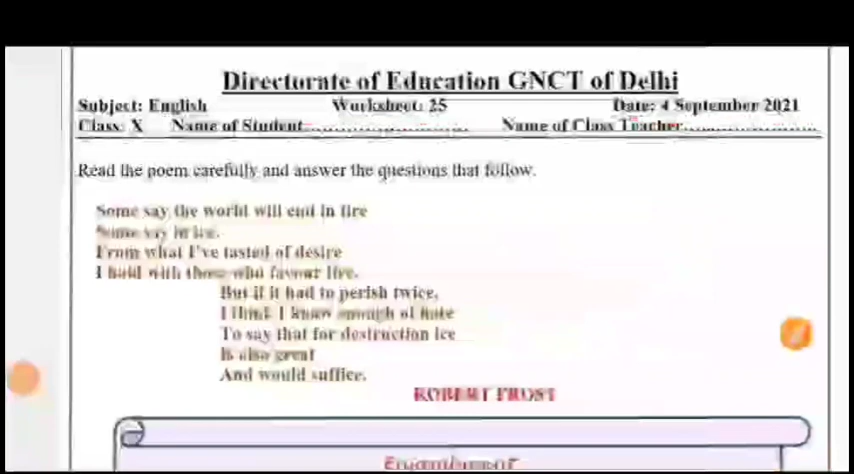 Directorate of Education GNCT of Delhi
Subject: English Worksheet: 25 Date: 4 September 2021
Class: X Name of Student................................ Name of Class Teacher..........................
Read the poem carefully and answer the questions that follow.
Some say the world will end in fire
Some say in ice.
From what I've tasted of desire
I hold with those who favour fire.
But if it had to perish twice,
I think I know enough of hate
To say that for destruction ice
Is also great
And would suffice.
ROBERT FROST
Enjambment